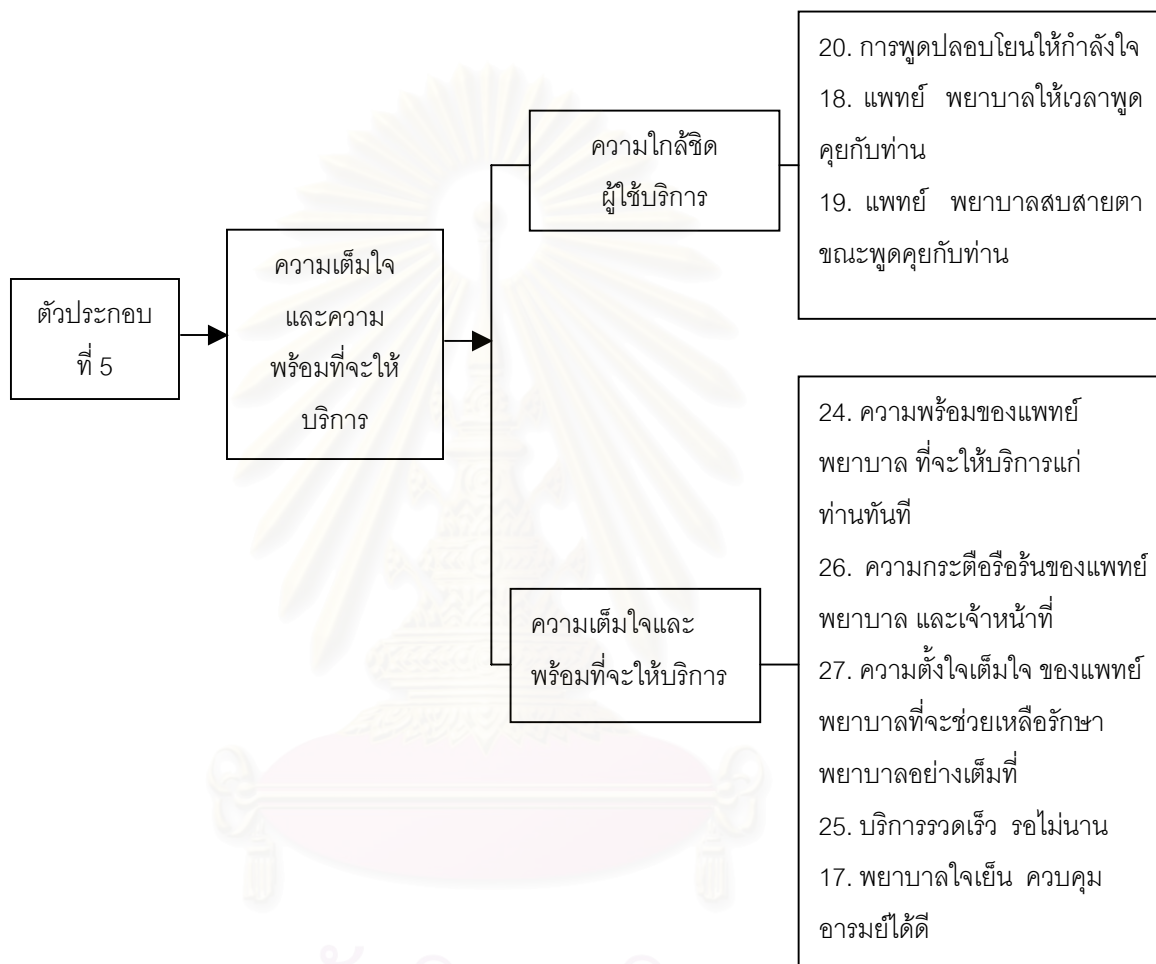 ตัวประกอบ
ที่ 5
ความเต็มใจ
และความ
พร้อมที่จะให้
บริการ
ความใกล้ชิด
ผู้ใช้บริการ
20. การพูดปลอบโยนให้กำลังใจ
18. แพทย์ พยาบาลให้เวลาพูด
คุยกับท่าน
19. แพทย์ พยาบาลสบสายตา
ขณะพูดคุยกับท่าน
ความเต็มใจและ
พร้อมที่จะให้บริการ
24. ความพร้อมของแพทย์
พยาบาล ที่จะให้บริการแก่
ท่านทันที
26. ความกระตือรือร้นของแพทย์
พยาบาล และเจ้าหน้าที่
27. ความตั้งใจเต็มใจ ของแพทย์
พยาบาลที่จะช่วยเหลือรักษา
พยาบาลอย่างเต็มที่
25. บริการรวดเร็ว รอไม่นาน
17. พยาบาลใจเย็น ควบคุม
อารมย์ได้ดี